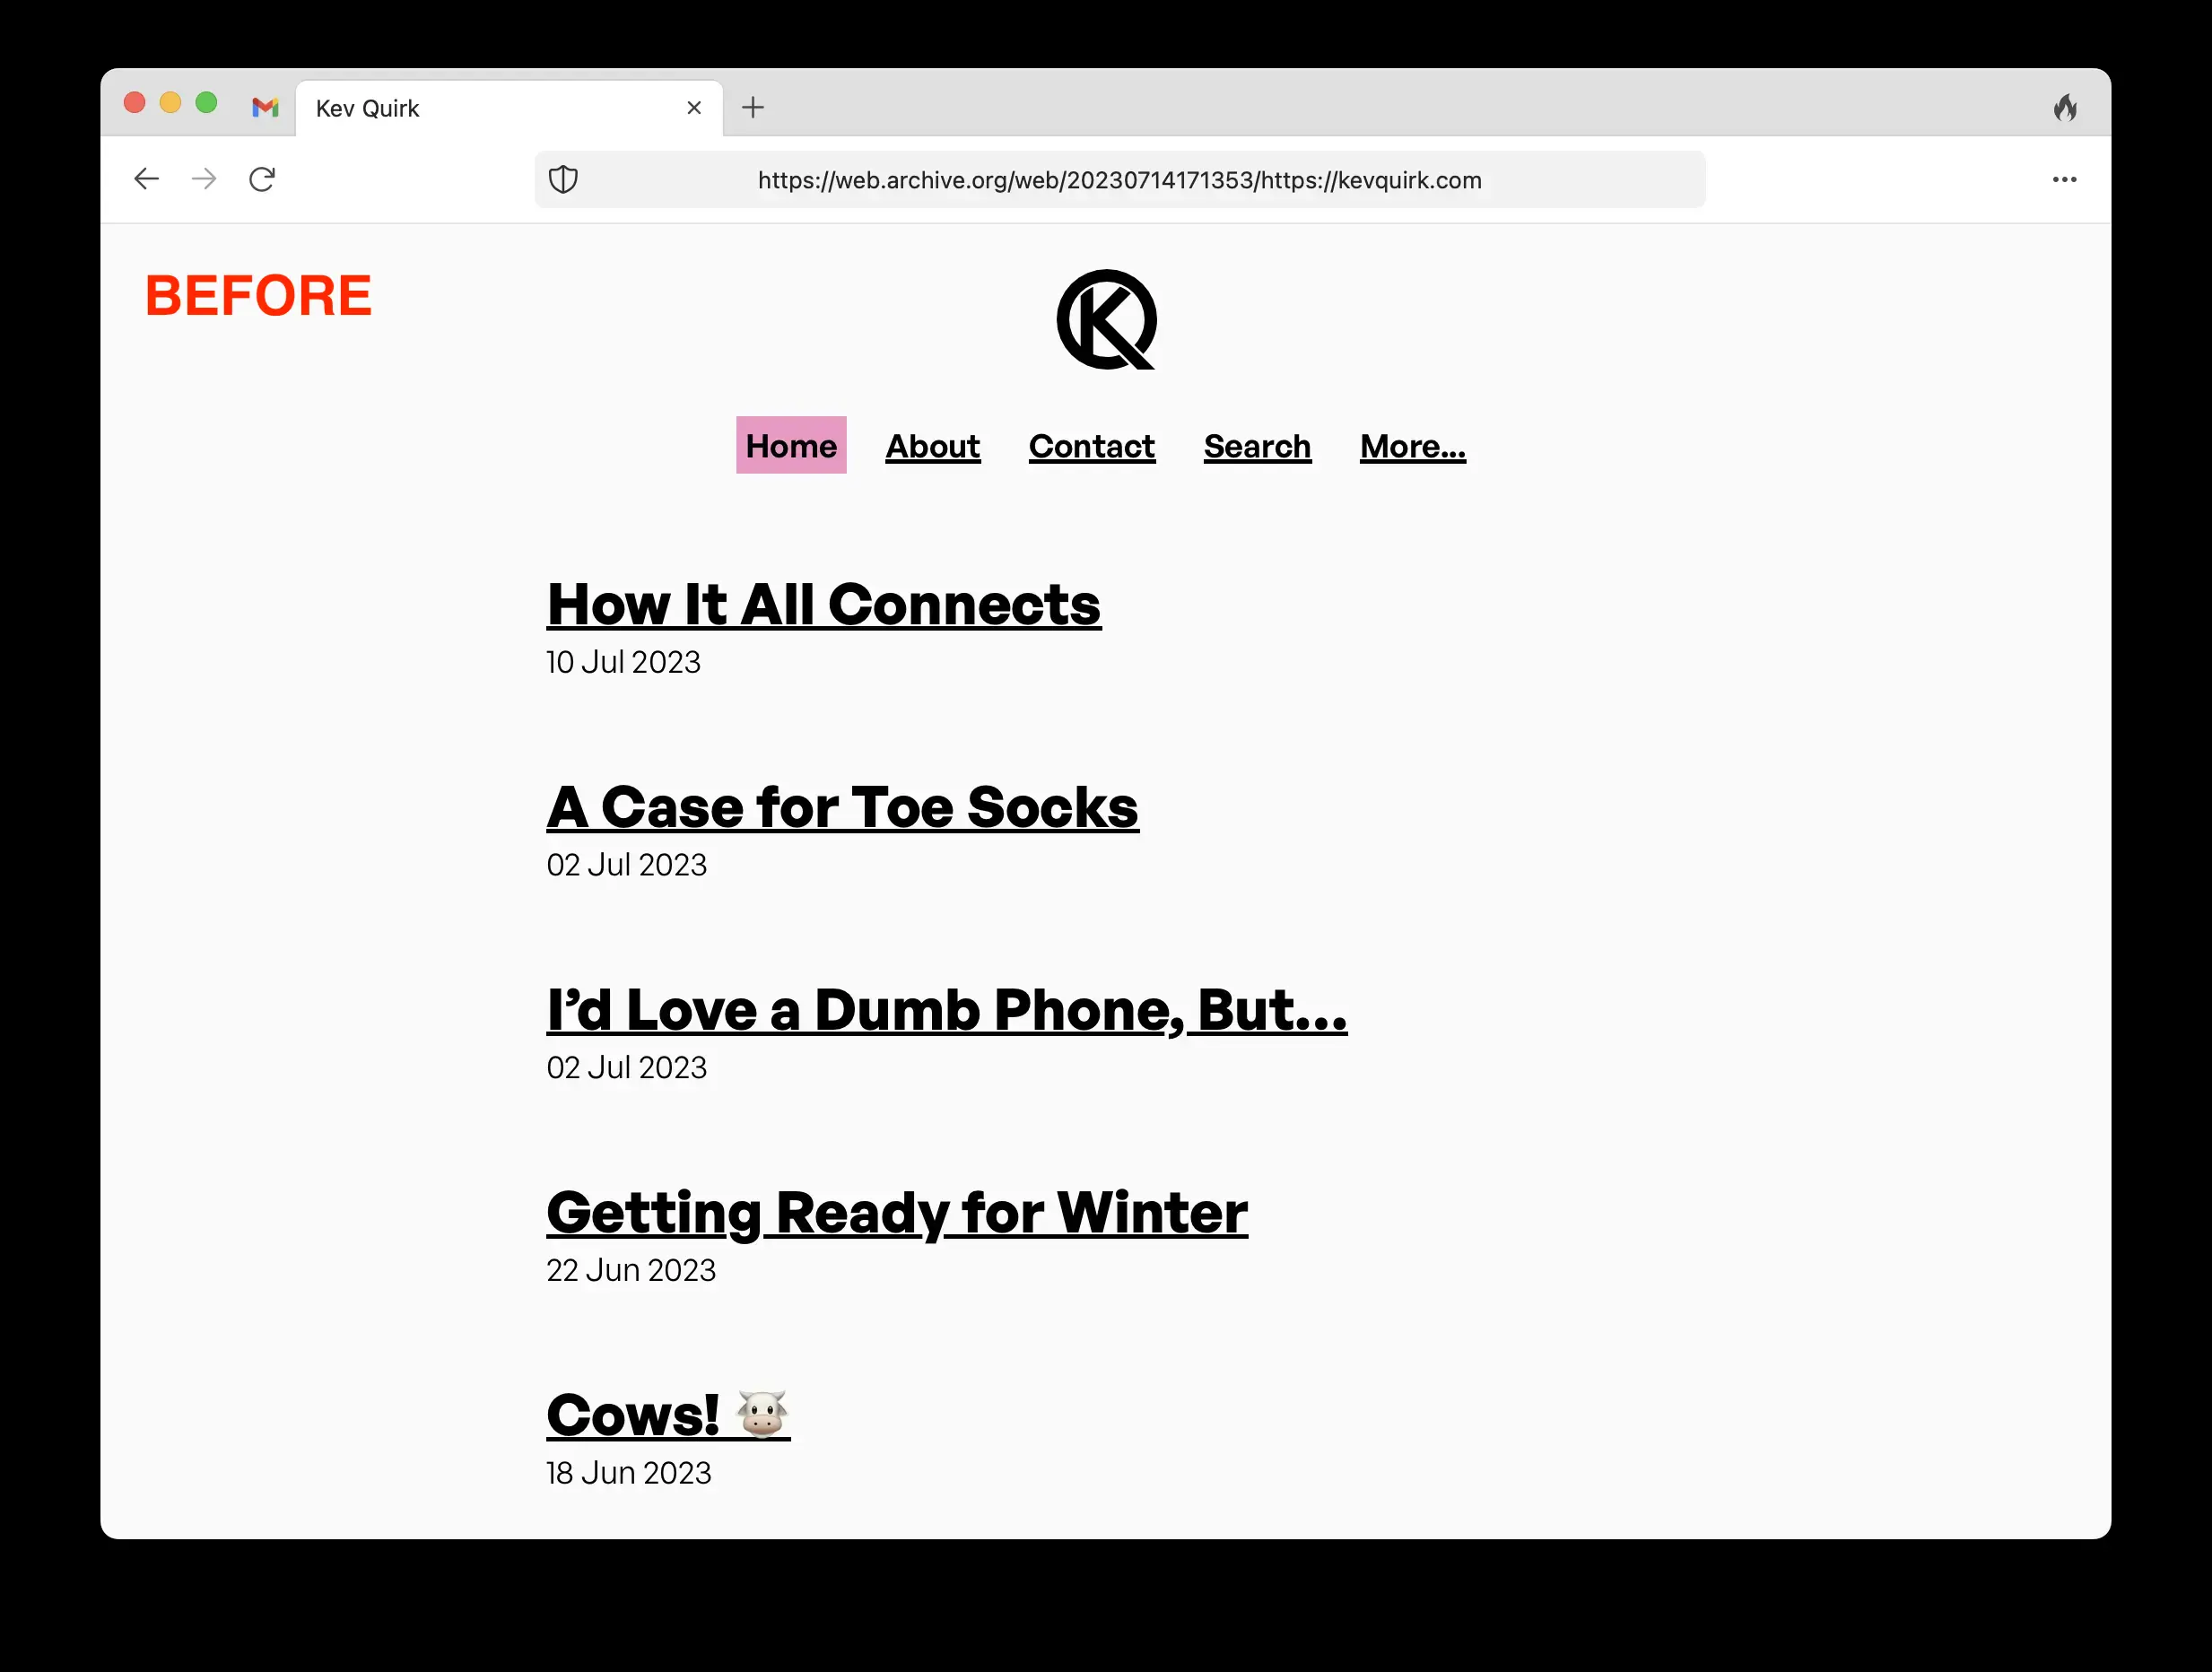 Kev Quirk
https://web.archive.org/web/20230714171353/https://kevquirk.com
BEFORE
Home About Contact Search More...
How It All Connects
10 Jul 2023
A Case for Toe Socks
02 Jul 2023
I’d Love a Dumb Phone, But…
02 Jul 2023
Getting Ready for Winter
22 Jun 2023
Cows! 🐮
18 Jun 2023